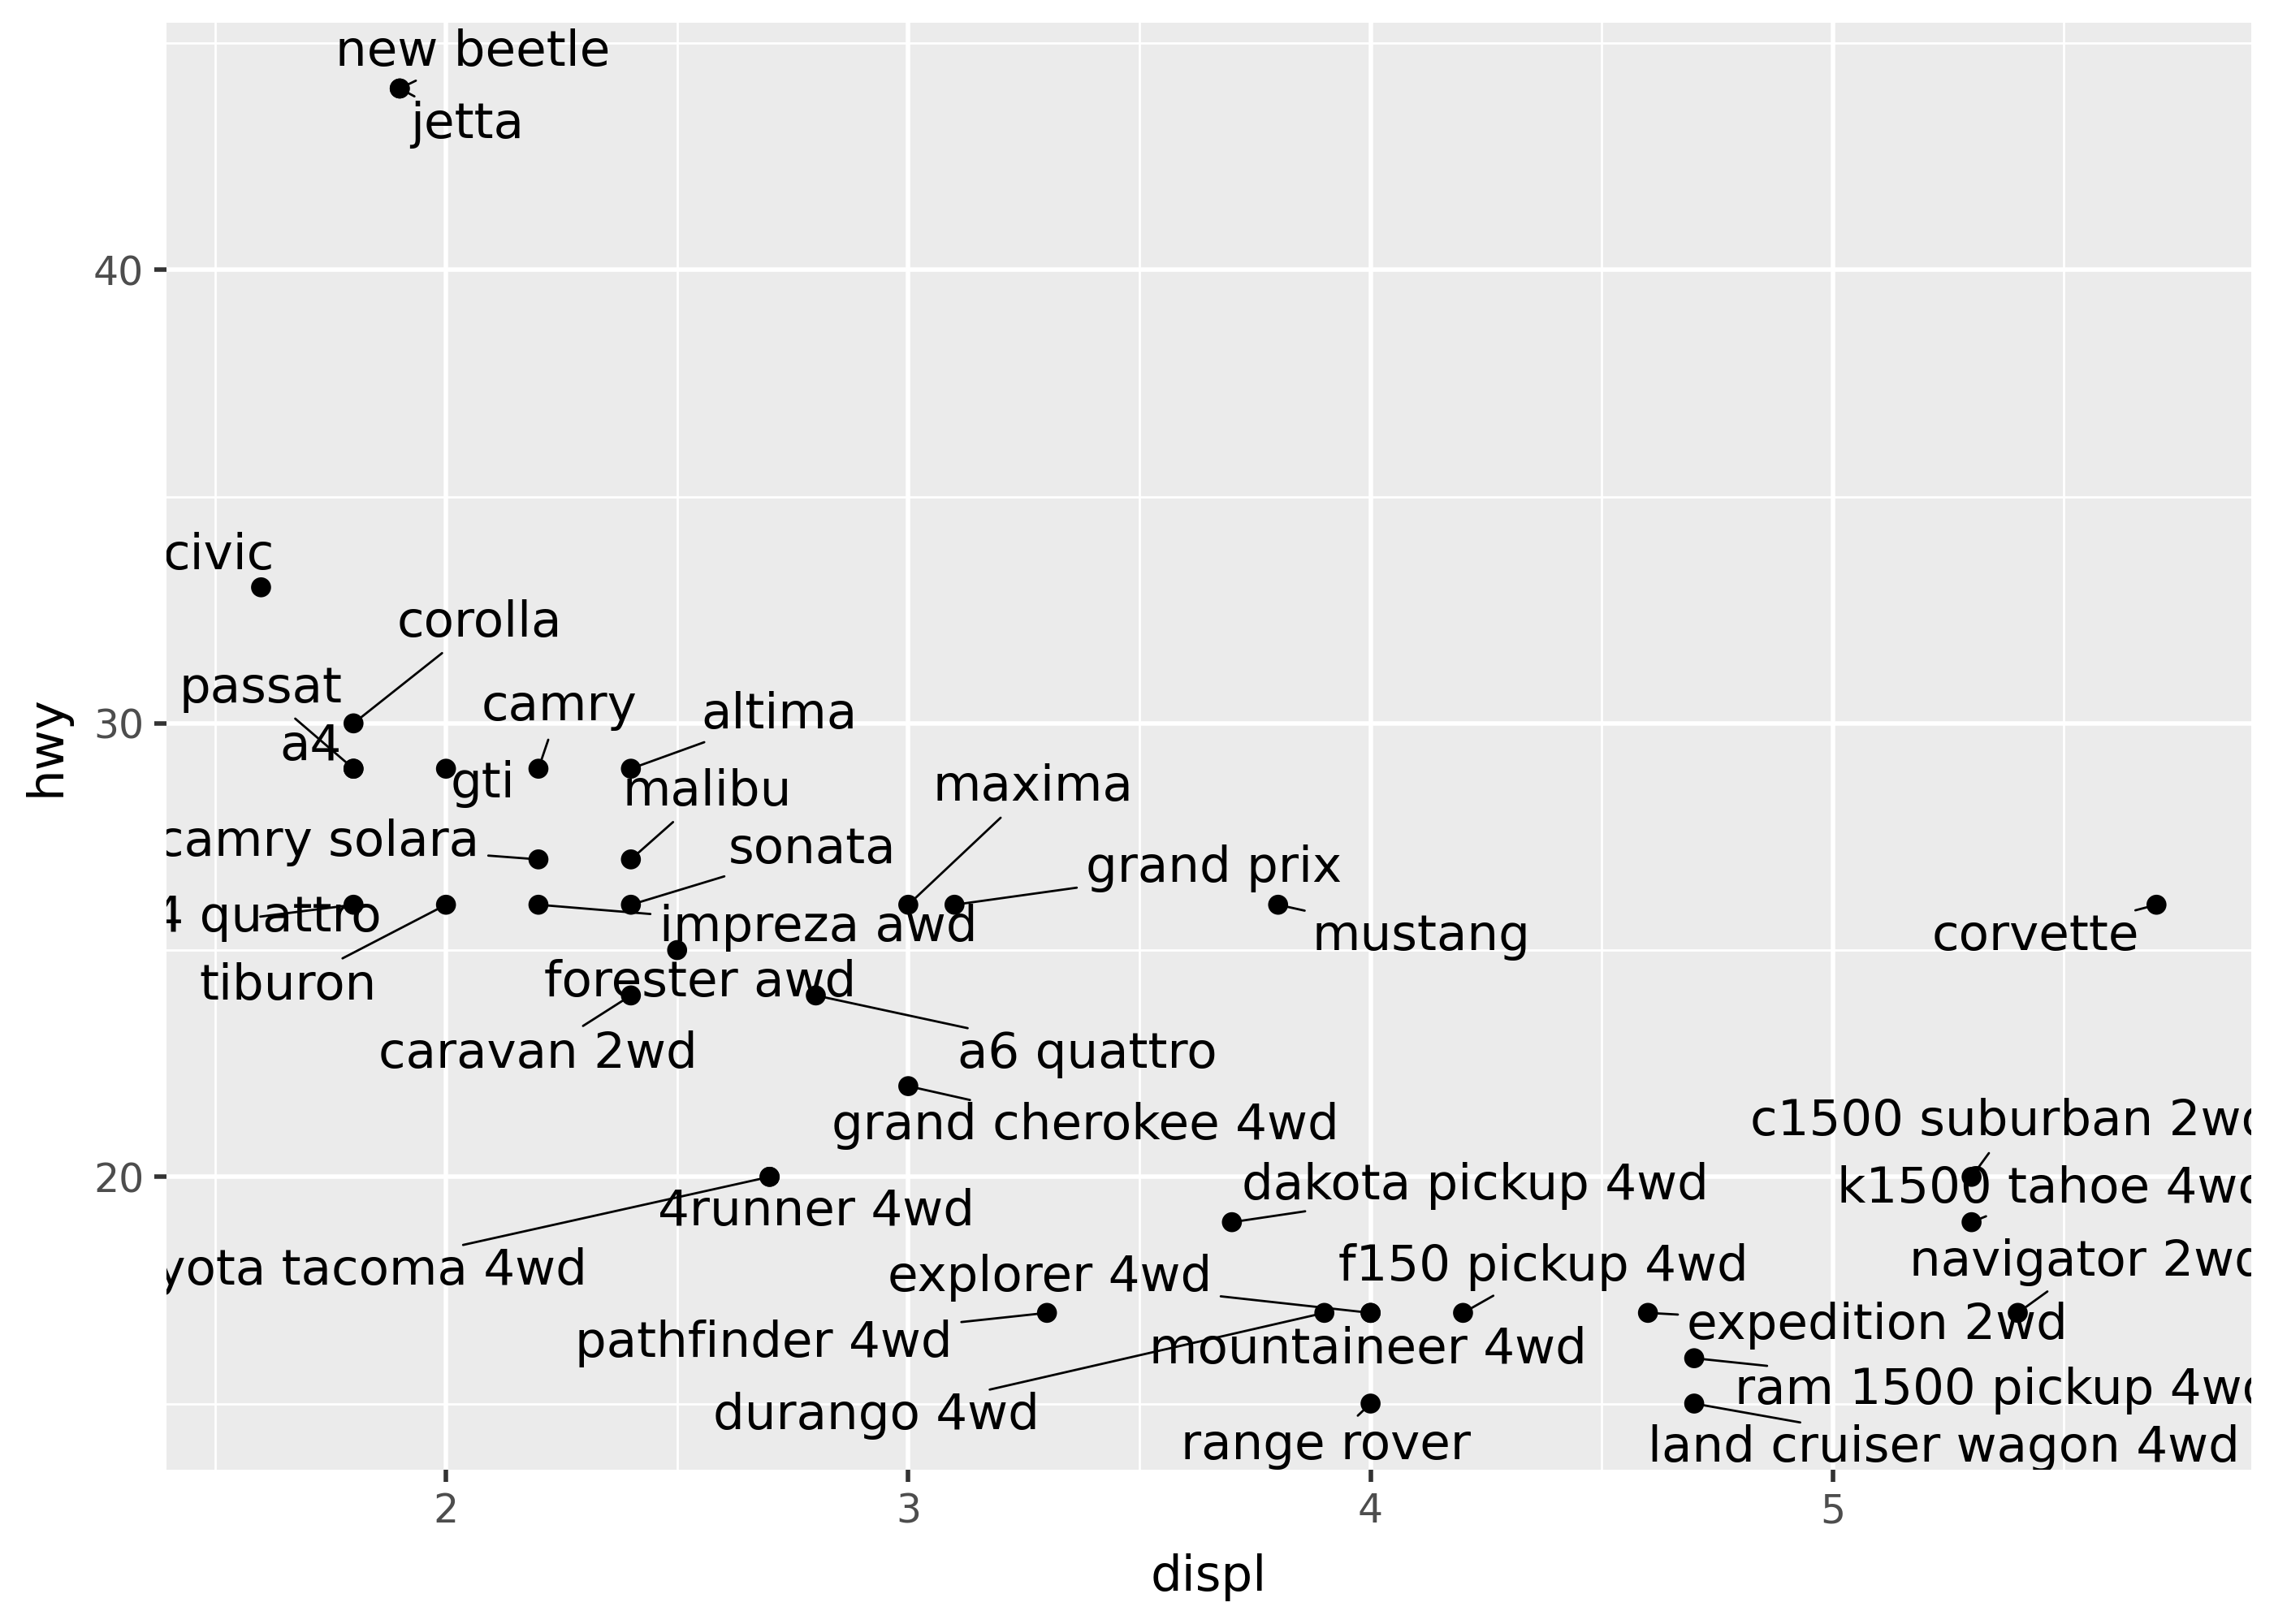 new beetle
jetta
40
civic
corolla
passat
camry
altima
30
a4
gti
malibu
maxima
hwy
camry solara
sonata
grand prix
4 quattro
impreza awd
mustang
corvette
tiburon
forester awd
caravan 2wd
a6 quattro
grand cherokee 4wd
c1500 suburban 2wd
20
dakota pickup 4wd
k1500 tahoe 4wd
4runner 4wd
yota tacoma 4wd
explorer 4wd
f150 pickup 4wd
navigator 2wd
pathfinder 4wd
mountaineer 4wd
expedition 2wd
durango 4wd
ram 1500 pickup 4wd
range rover
land cruiser wagon 4wd
2
3
4
5
displ